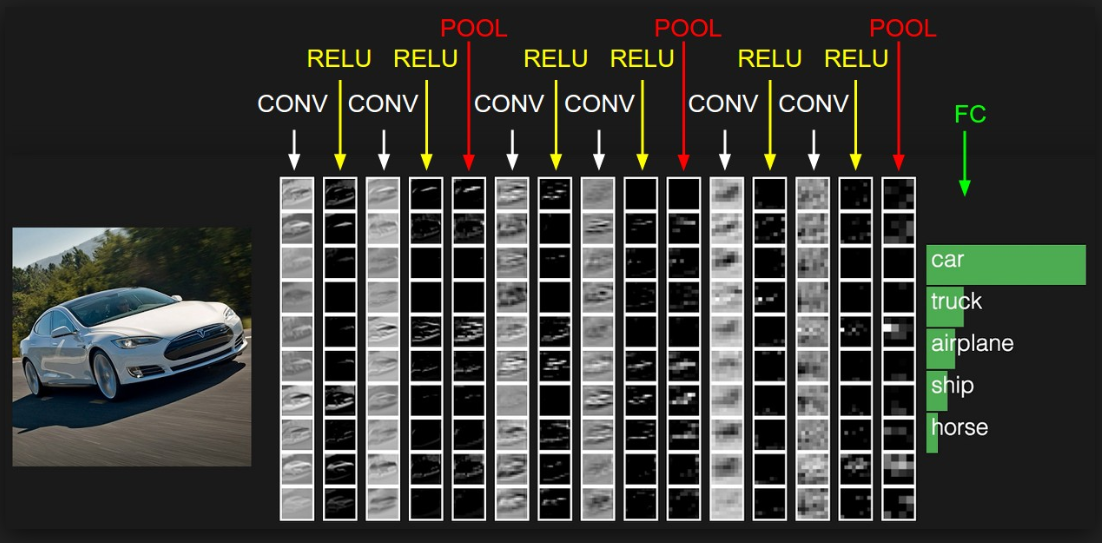 POOL POOL POOL
RELU RELU RELU RELU RELU RELU
CONV CONV CONV CONV CONV CONV
FC
car
truck
airplane
ship
horse